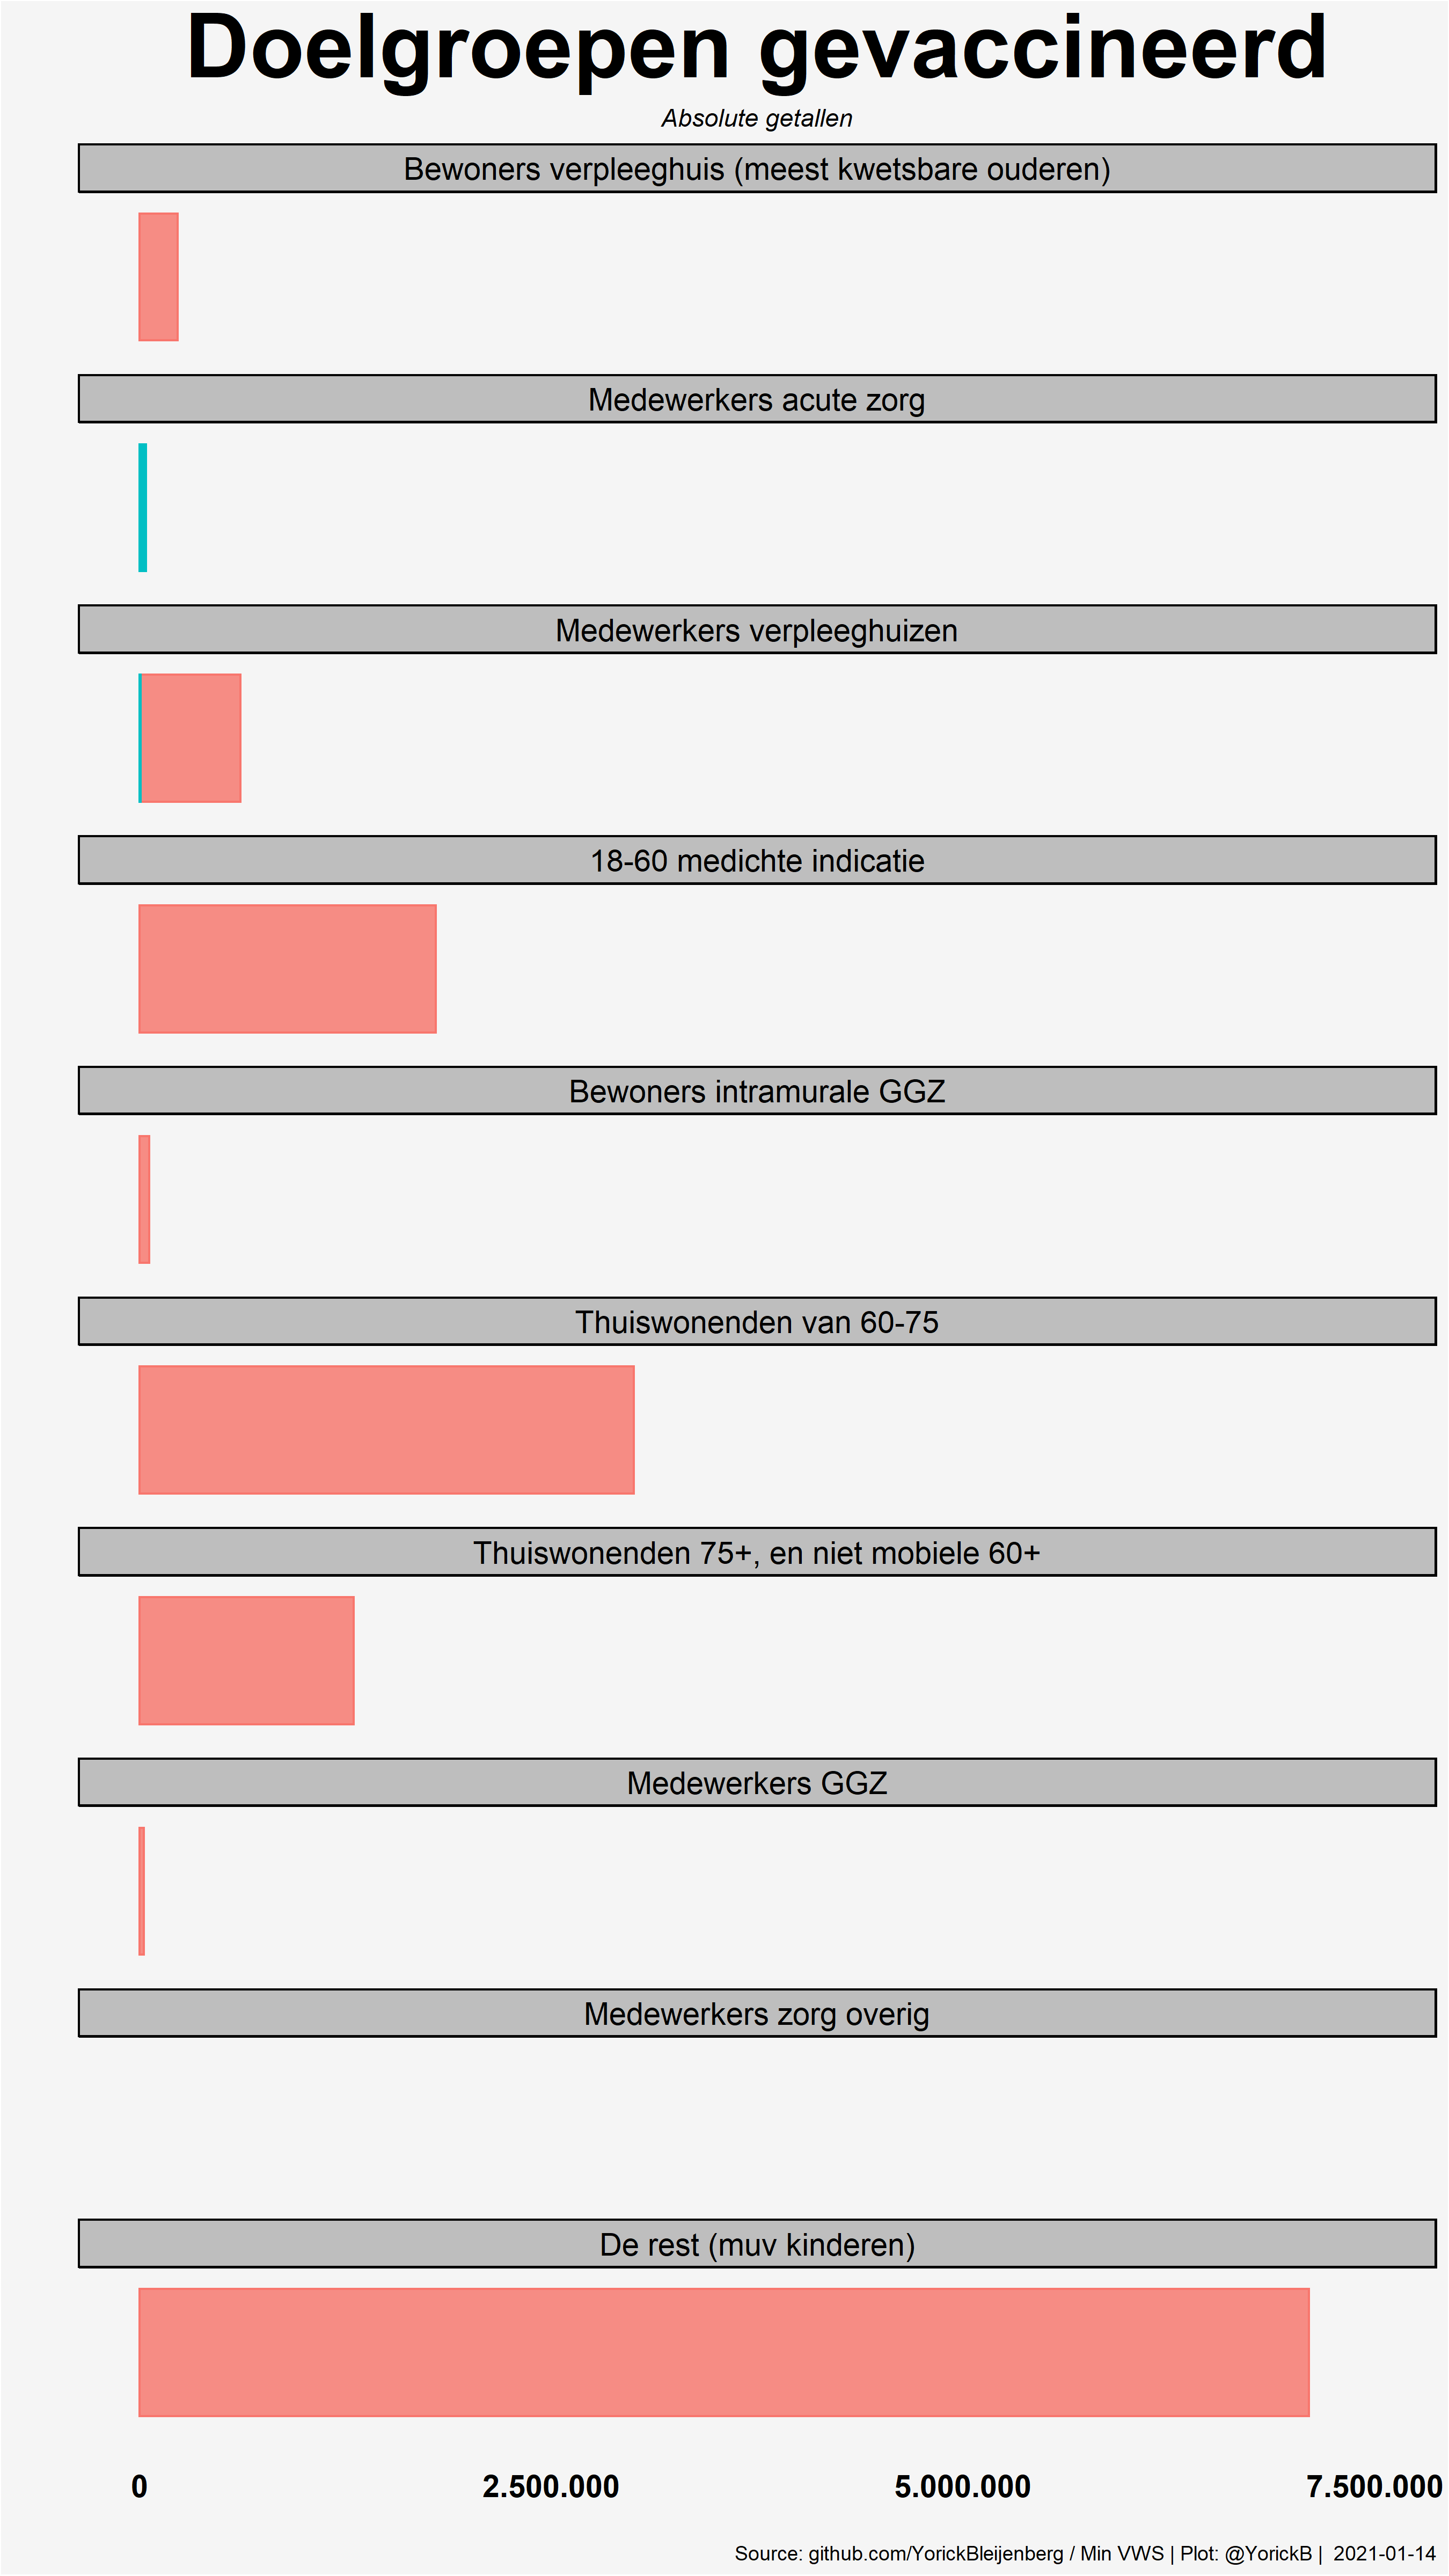 Doelgroepen gevaccineerd
Absolute getallen
Bewoners verpleeghuis (meest kwetsbare ouderen)
Medewerkers acute zorg
Medewerkers verpleeghuizen
18-60 medichte indicatie
Bewoners intramurale GGZ
Thuiswonenden van 60-75
Thuiswonenden 75+, en niet mobiele 60+
Medewerkers GGZ
Medewerkers zorg overig
De rest (muv kinderen)
0 2.500.000 5.000.000 7.500.000
Source: github.com/YorickBleijenberg / Min VWS | Plot: @YorickB | 2021-01-14